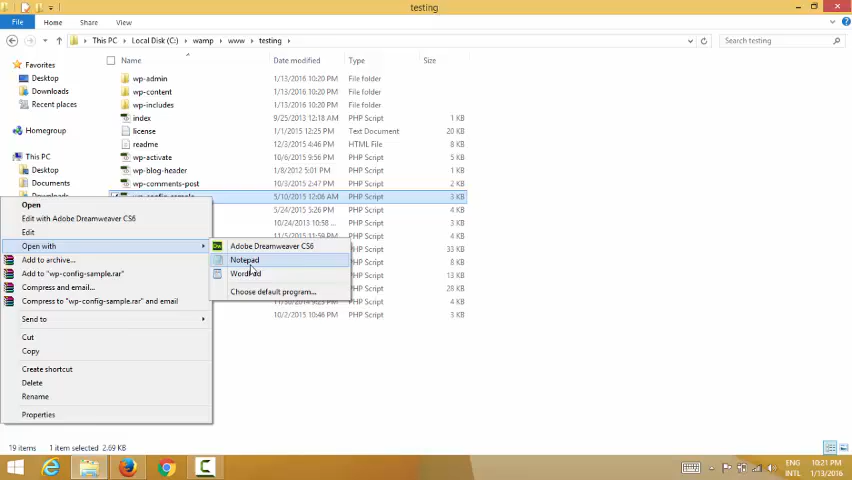 testing
File
Home
Share
View
This PC
Local Disk (C:)
wamp
www
testing
Search testing
Favorites
Desktop
Downloads
Recent places
Homegroup
This PC
Desktop
Documents
Name
Date modified
Type
Size
wp-admin
1/13/2016 10:20 PM
File folder
wp-content
1/13/2016 10:20 PM
File folder
wp-includes
1/13/2016 10:20 PM
File folder
index
9/25/2013 12:18 AM
PHP Script
1 KB
license
1/1/2015 12:25 PM
Text Document
20 KB
readme
12/3/2015 4:46 PM
HTML File
8 KB
wp-activate
10/6/2015 9:56 PM
PHP Script
5 KB
wp-blog-header
1/8/2012 5:01 PM
PHP Script
1 KB
wp-comments-post
10/3/2015 2:47 PM
PHP Script
2 KB
wp-config-sample
5/10/2015 12:06 AM
PHP Script
3 KB
5/24/2015 5:26 PM
PHP Script
4 KB
10/24/2013 10:58 ...
PHP Script
3 KB
PHP Script
3 KB
33 KB
PHP Script
PHP Script
28 KB
PHP Script
4 KB
10/2/2015 10:46 PM
PHP Script
3 KB
Open
Edit with Adobe Dreamweaver CS6
Edit
Open with
Add to archive...
Add to "wp-config-sample.rar"
Compress and email...
Compress to "wp-config-sample.rar" and email
Send to
Cut
Copy
Create shortcut
Delete
Rename
Properties
Dw
Adobe Dreamweaver CS6
Notepad
WordPad
Choose default program...
19 items
1 item selected 2.69 KB
ENG
INTL
10:21 PM
1/13/2016